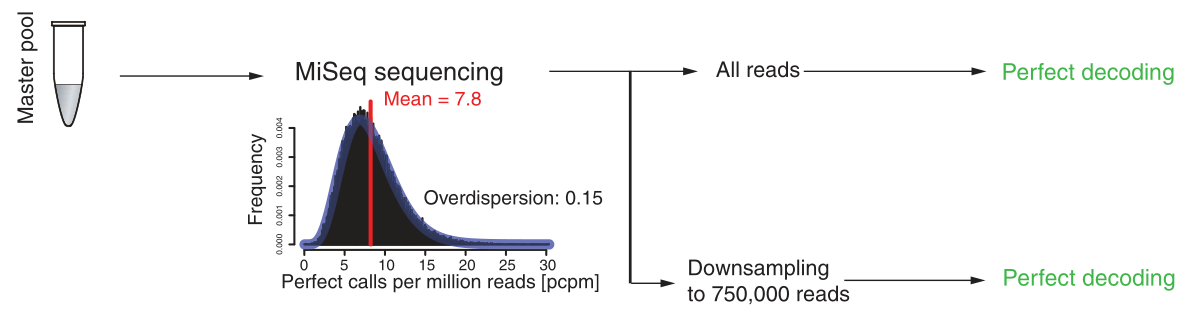 Master pool
MiSeq sequencing
Mean = 7.8
Frequency
0.004
0.003
0.002
0.001
0.000
Overdispersion: 0.15
0 5 10 15 20 25 30
Perfect calls per million reads [pcpm]
All reads
Perfect decoding
Downsampling
to 750,000 reads
Perfect decoding